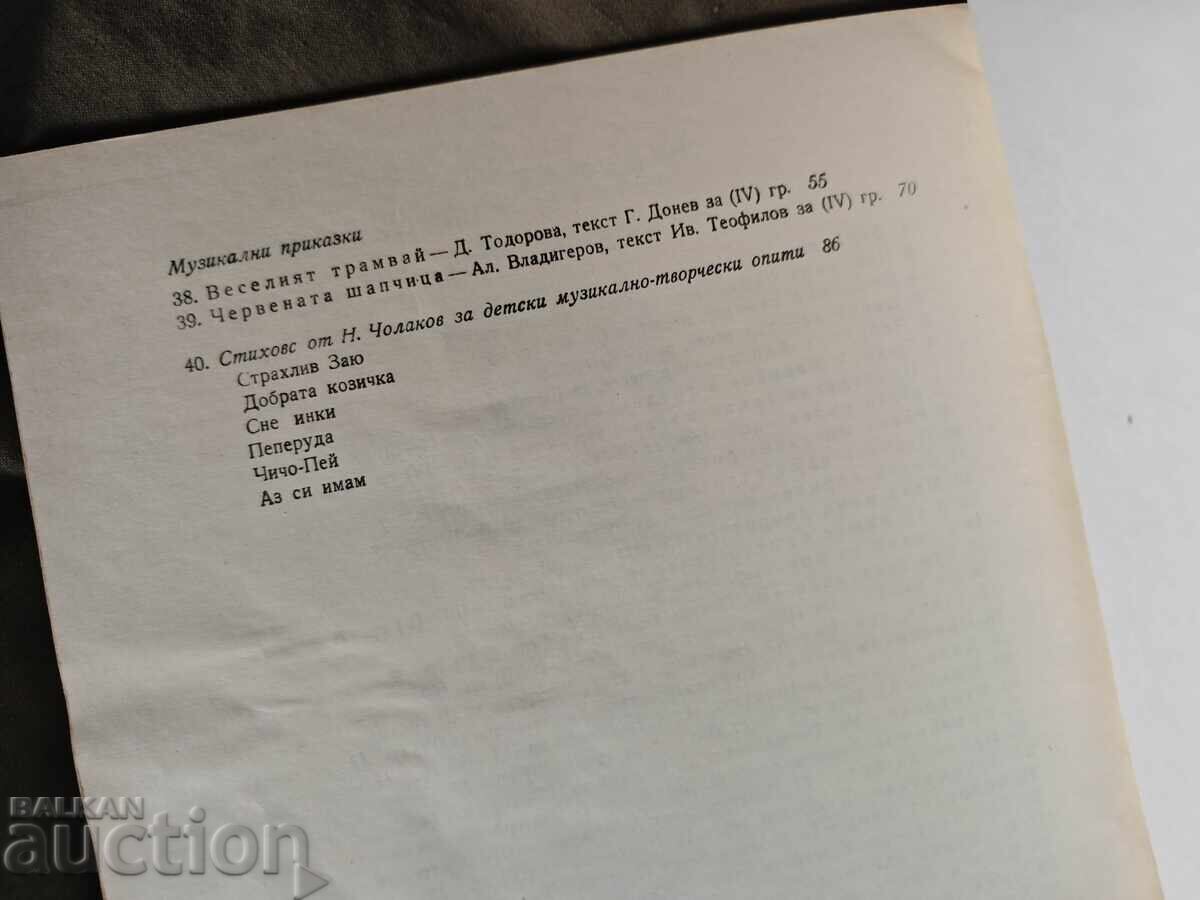 Музикални приказки
38. Веселият трамвай — Д. Тодорова, текст Г. Донев за (IV) гр. 55
39. Червената шапчица — Ал. Владигеров, текст Ив. Теофилов за (IV) гр. 70
40. Стиховс от Н. Чолаков за детски музикално-творчески опити 86
Страхлив Заю
Добрата козичка
Сне инки
Пеперуда
Чичо-Пей
Аз си имам
BALKAN
auction